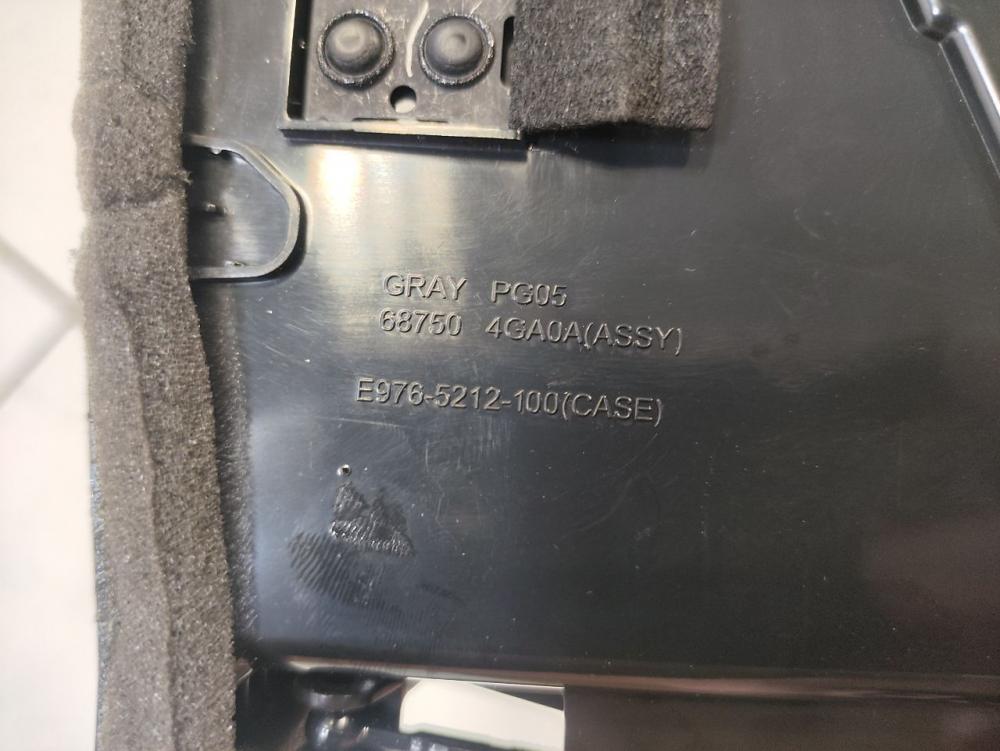 GRAY PG05
68750 4GA0A(ASSY)
E976-5212-100(CASE)